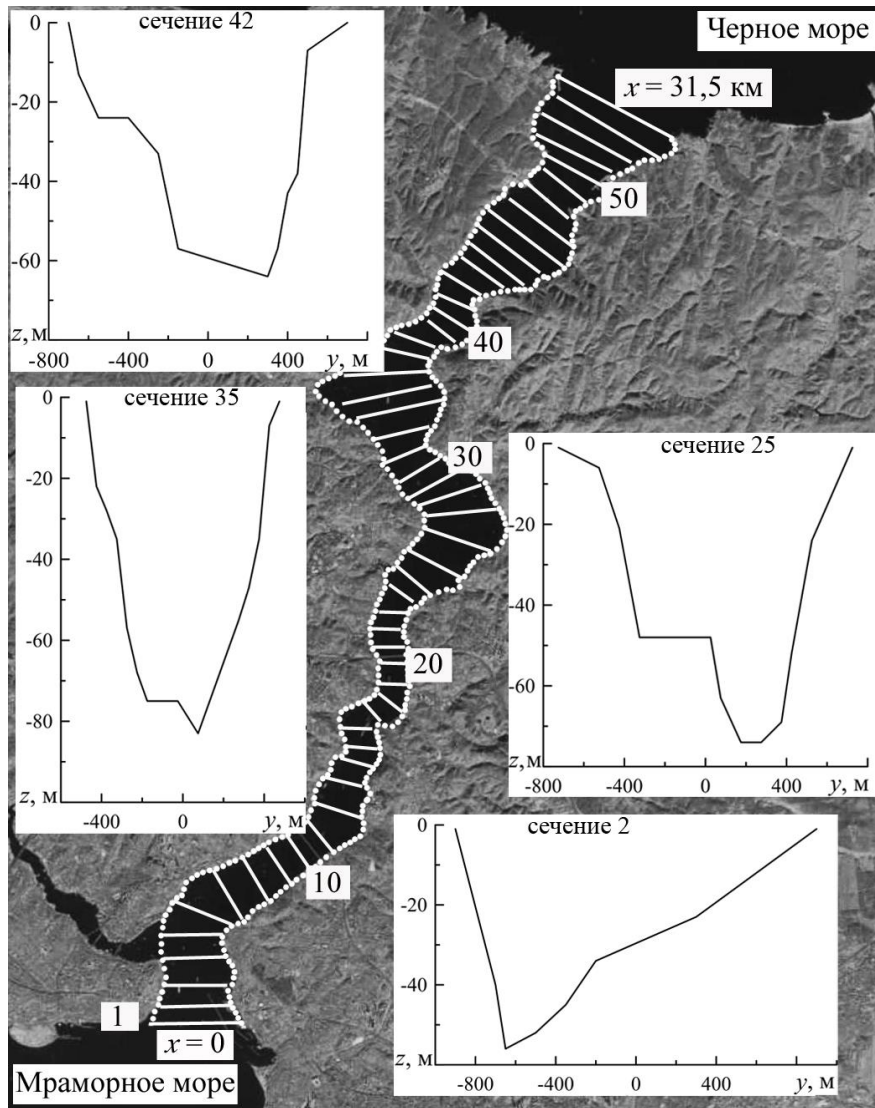 сечение 42
0
-20
-40
-60
z, м
-800 -400 0 400 y, м
Черное море
x = 31,5 км
50
40
30
20
10
1
x = 0
Мраморное море
сечение 35
0
-20
-40
-60
-80
z, м
-400 0 y, м
сечение 25
0
-20
-40
-60
z, м
-800 -400 0 400 y, м
сечение 2
0
-20
-40
z, м
-800 -400 0 400 y, м